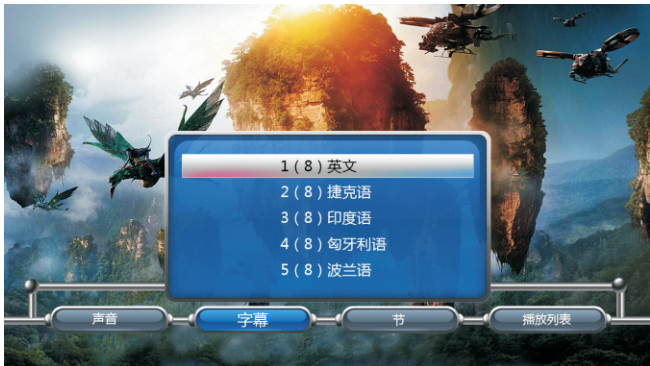 1（8）英文
2（8）捷克语
3（8）印度语
4（8）匈牙利语
5（8）波兰语
声音 字幕 节 播放列表